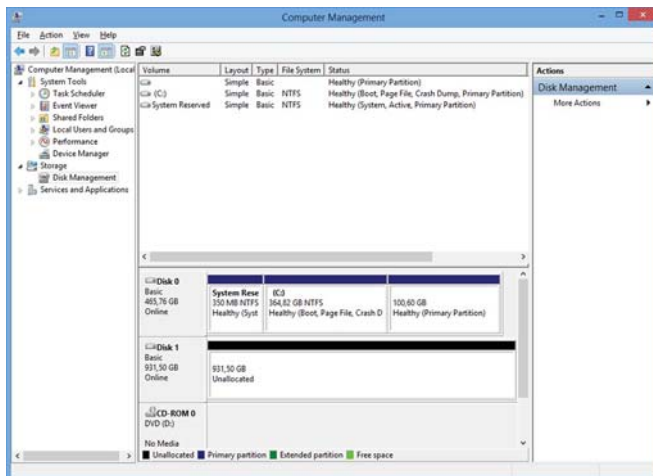 Computer Management
File Action View Help
Computer Management (Local
System Tools
Task Scheduler
Event Viewer
Shared Folders
Local Users and Groups
Performance
Device Manager
Storage
Disk Management
Services and Applications
Volume Layout Type File System Status
Simple Basic Healthy (Primary Partition)
(C:) Simple Basic NTFS Healthy (Boot, Page File, Crash Dump, Primary Partition)
System Reserved Simple Basic NTFS Healthy (System, Active, Primary Partition)
Actions
Disk Management
More Actions
Disk 0
Basic
465,76 GB
Online
System Rese
350 MB NTFS
Healthy (Syst
(C:)
364,82 GB NTFS
Healthy (Boot, Page File, Crash D
100,60 GB
Healthy (Primary Partition)
Disk 1
Basic
931,50 GB
Online
931,50 GB
Unallocated
CD-ROM 0
DVD (D:)
No Media
Unallocated Primary partition Extended partition Free space